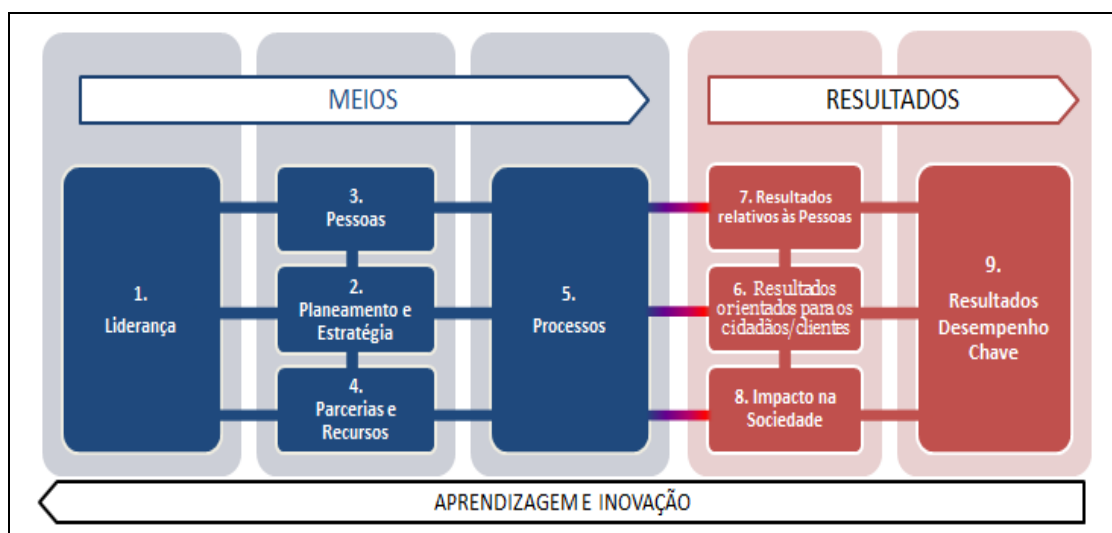 MEIOS
RESULTADOS
1.
Liderança
3.
Pessoas
2.
Planeamento e
Estratégia
4.
Parcerias e
Recursos
5.
Processos
7. Resultados
relativos às Pessoas
6. Resultados
orientados para os
cidadãos/clientes
8. Impacto na
Sociedade
9.
Resultados
Desempenho
Chave
APRENDIZAGEM E INOVAÇÃO